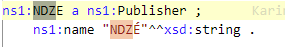 ns1:NDZE a ns1:Publisher ;
ns1:name "NDZÉ"^^xsd:string .